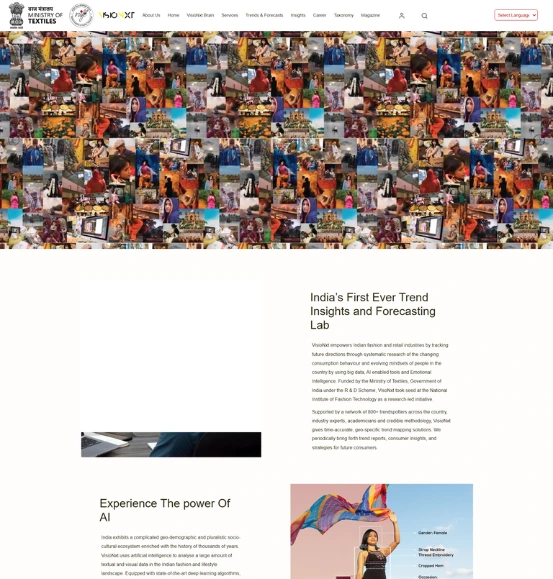 वस्त्र मंत्रालय
MINISTRY OF
TEXTILES
VISIONXT
About Us Home VisioNxt Brain Services Trends & Forecasts Insights Career Taxonomy Magazine
Select Language
India's First Ever Trend
Insights and Forecasting
Lab
VisioNxt empowers Indian fashion and retail industries by tracking
future directions through systematic research of the changing
consumption behaviour and evolving mindsets of people in the
country by using big data, AI enabled tools and Emotional
Intelligence. Funded by the Ministry of Textiles, Government of
India under the R & D Scheme, VisioNxt took seed at the National
Institute of Fashion Technology as a research-led initiative.
Supported by a network of 800+ trendspotters across the country,
industry experts, academicians and credible methodology, VisioNxt
gives time-accurate, geo-specific trend mapping solutions. We
periodically bring forth trend reports, consumer insights, and
strategies for future consumers.
Experience The power Of
AI
India exhibits a complicated geo-demographic and pluralistic socio-
cultural ecosystem enriched with the history of thousands of years.
VisioNxt uses artificial intelligence to analyse a large amount of
textual and visual data in the Indian fashion and lifestyle
landscape. Equipped with state-of-the-art deep learning algorithms,
Gender: Female
Strap Neckline
Thread Embroidery
Cropped Hem
Occasion: